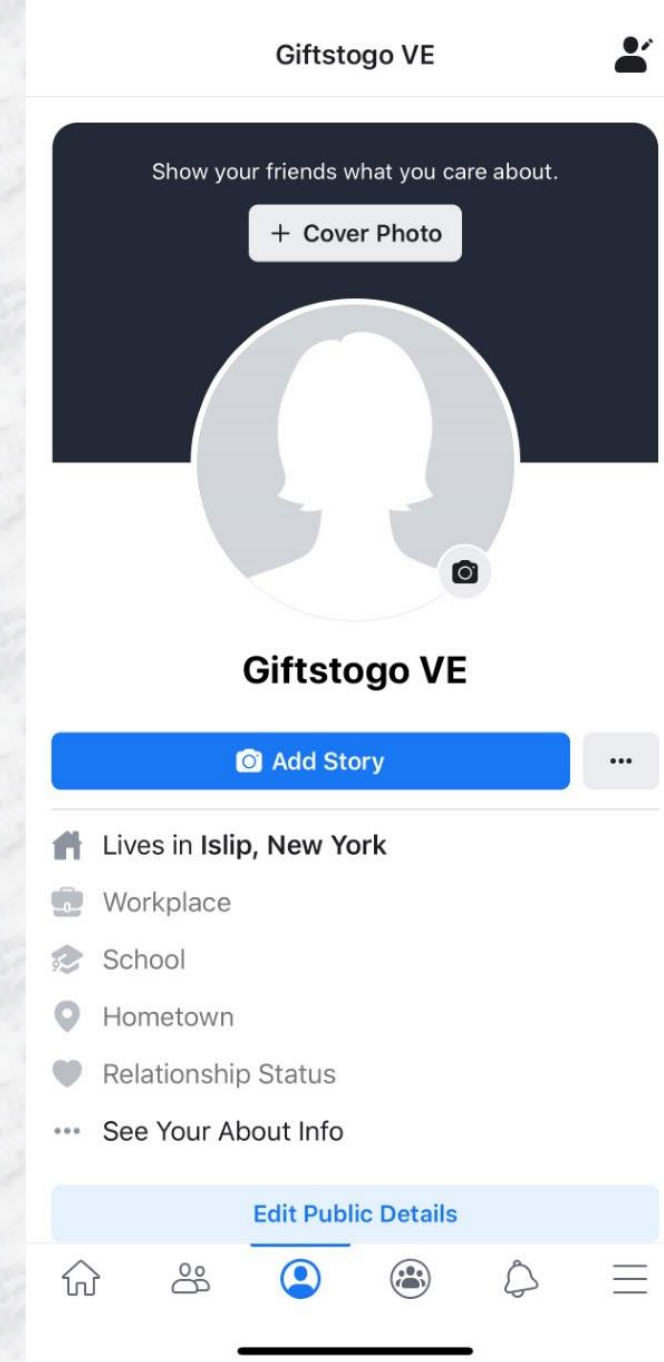 Giftstogo VE
Show your friends what you care about.
+ Cover Photo
Giftstogo VE
Add Story
Lives in Islip, New York
Workplace
School
Hometown
Relationship Status
See Your About Info
Edit Public Details